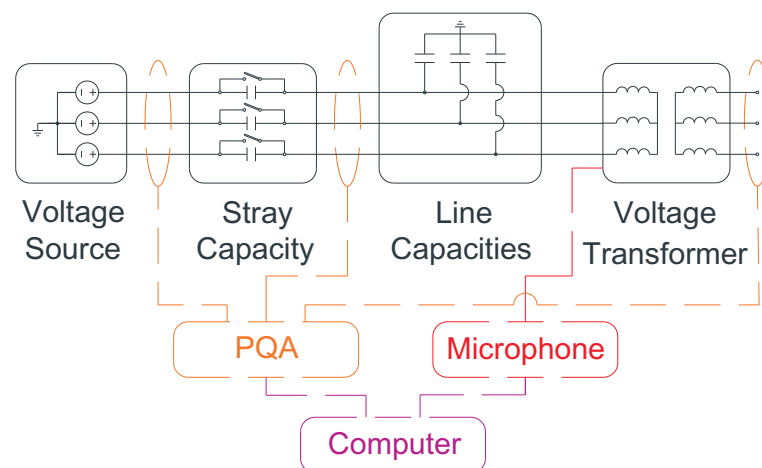 Voltage
Source
Stray
Capacity
Line
Capacities
Voltage
Transformer
PQA
Microphone
Computer